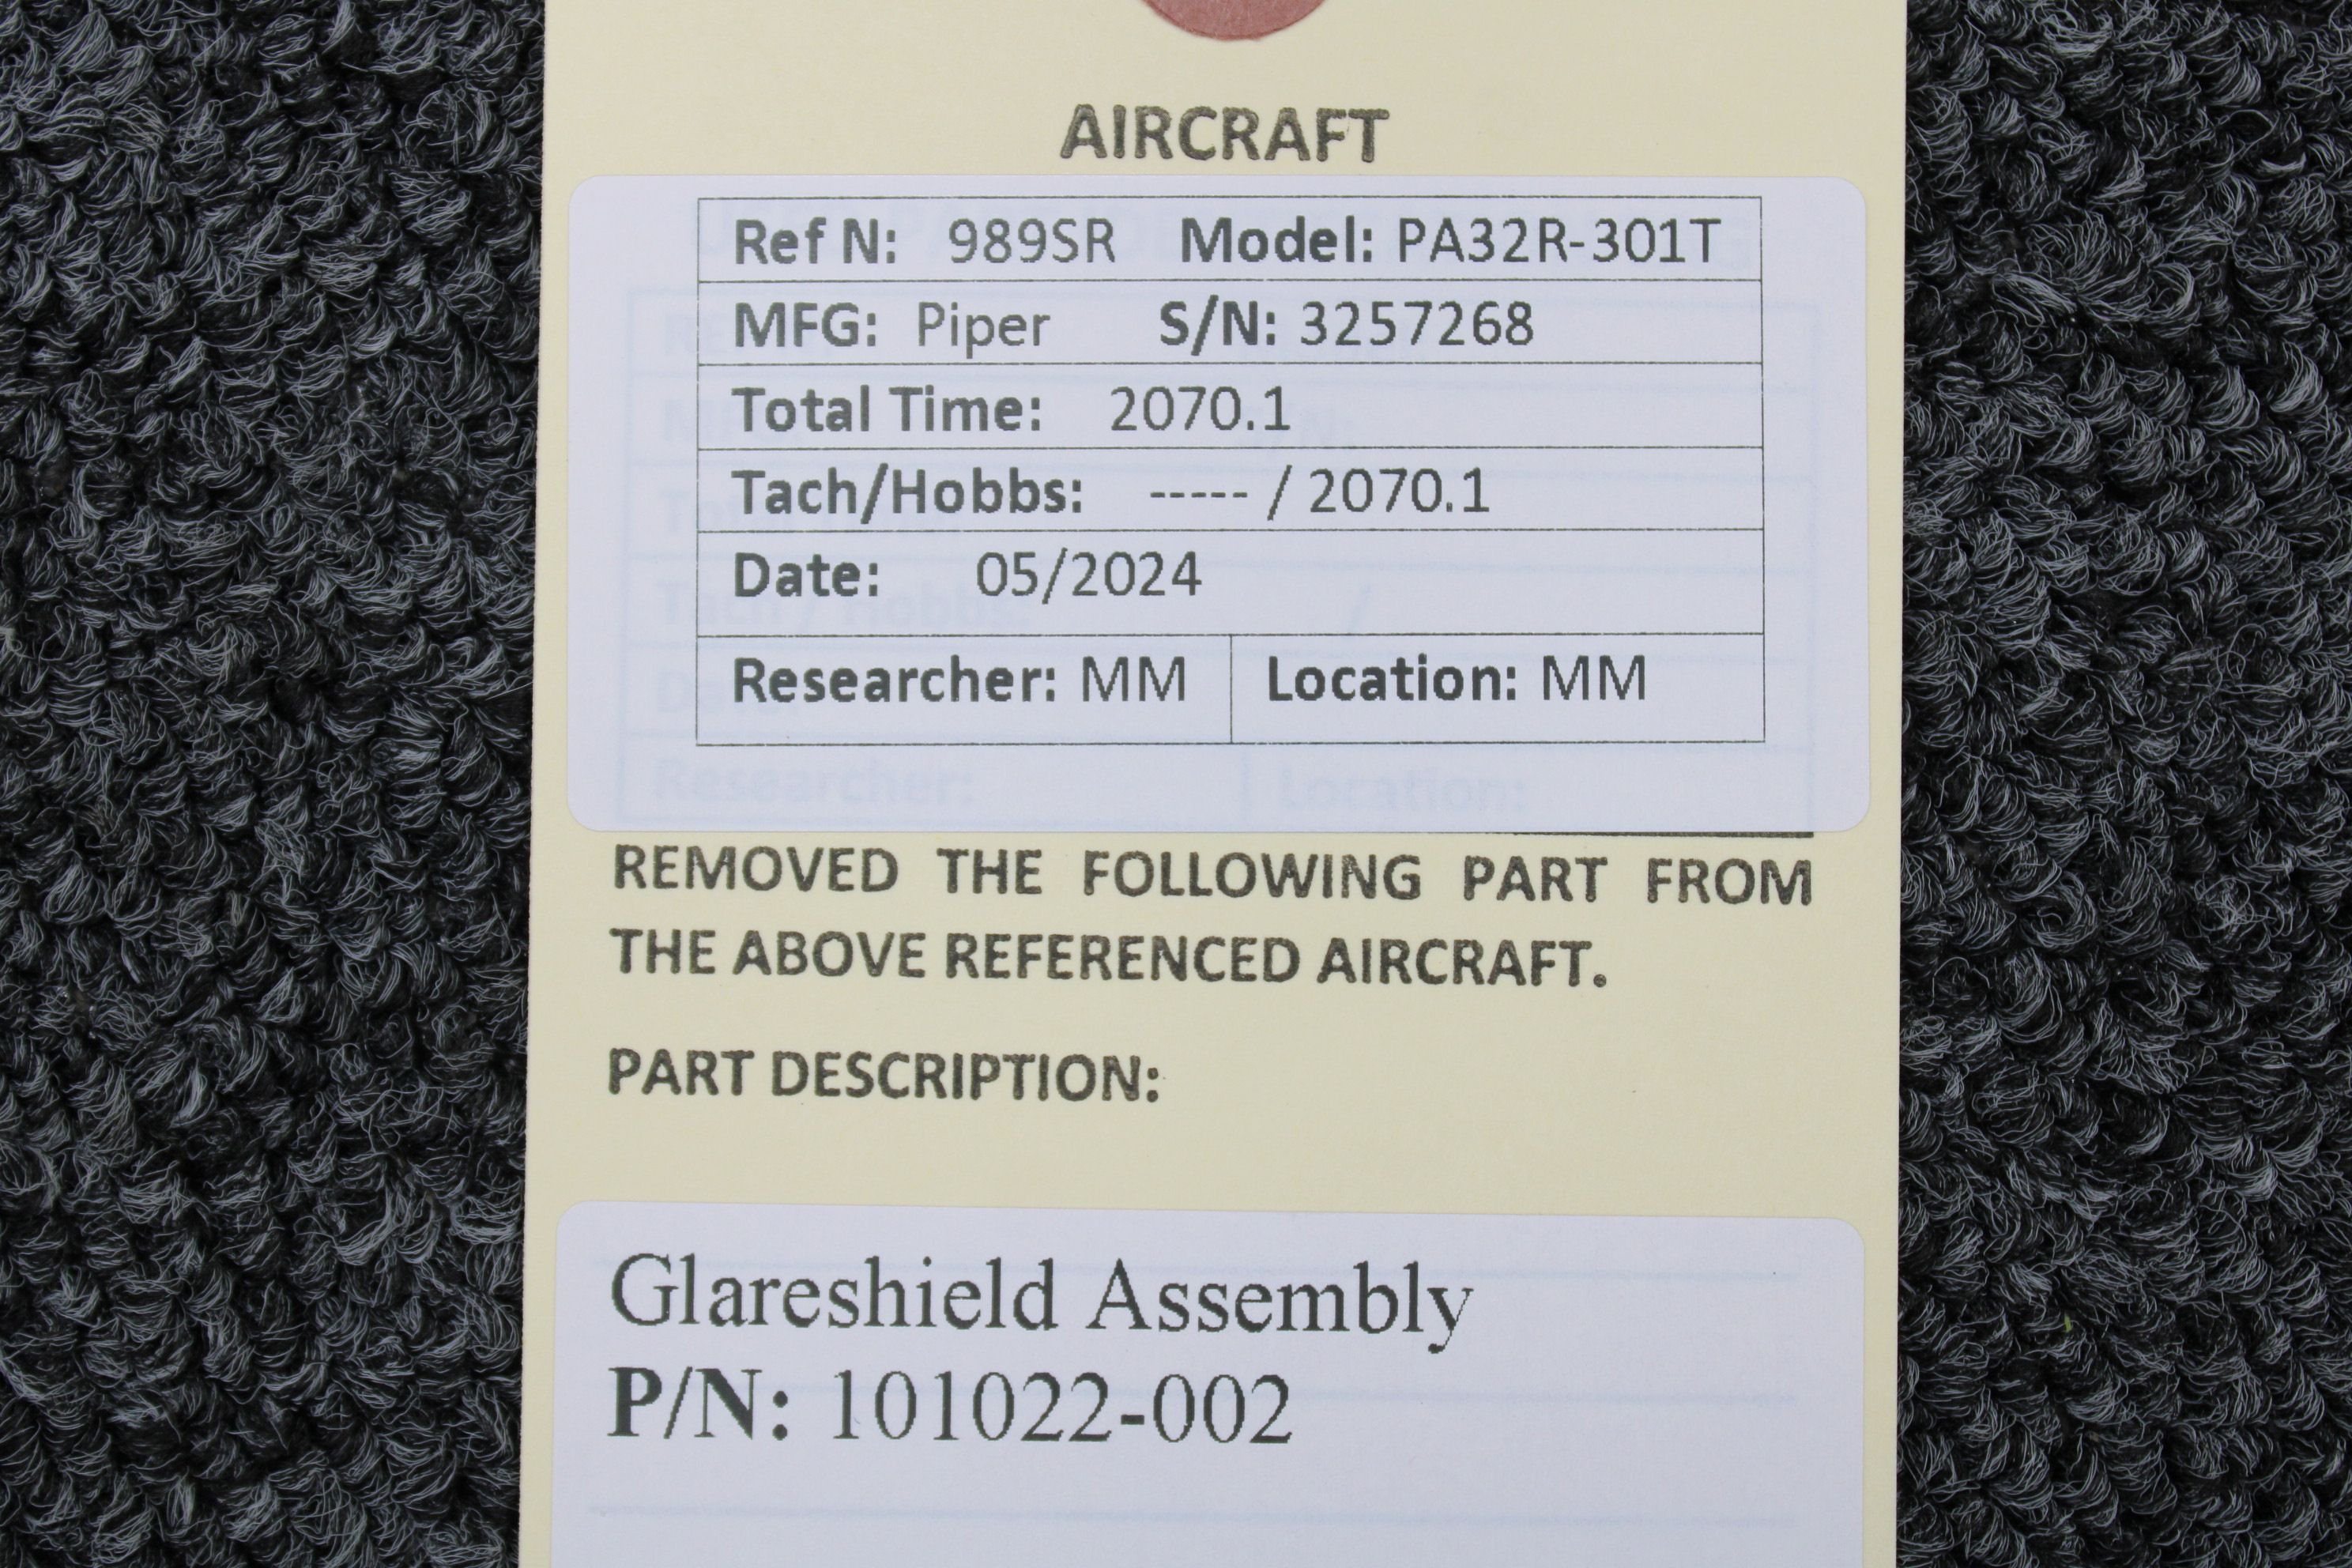 AIRCRAFT
Ref N: 989SR Model: PA32R-301T
MFG: Piper S/N: 3257268
Total Time: 2070.1
Tach/Hobbs: ----- / 2070.1
Date: 05/2024
Researcher: MM Location: MM
Researcher: Location:
REMOVED THE FOLLOWING PART FROM
THE ABOVE REFERENCED AIRCRAFT.
PART DESCRIPTION:
Glareshield Assembly
P/N: 101022-002